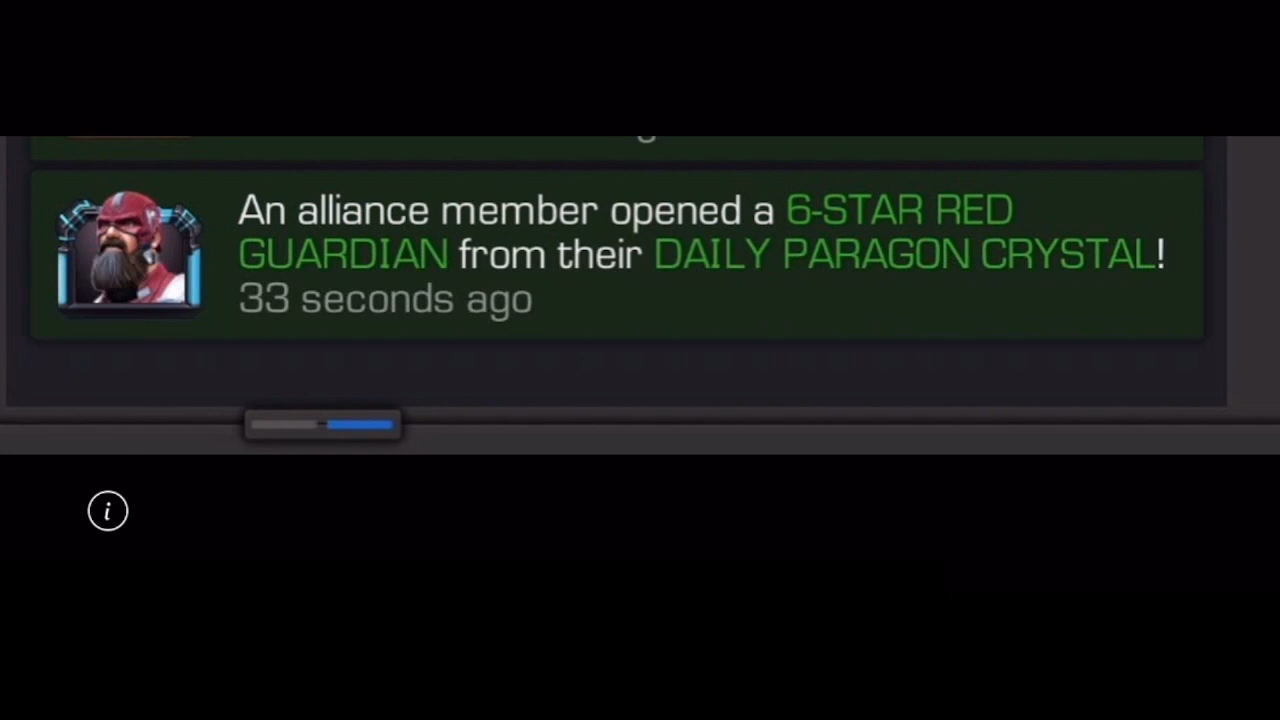 An alliance member opened a 6-STAR RED
GUARDIAN from their DAILY PARAGON CRYSTAL!
33 seconds ago
i